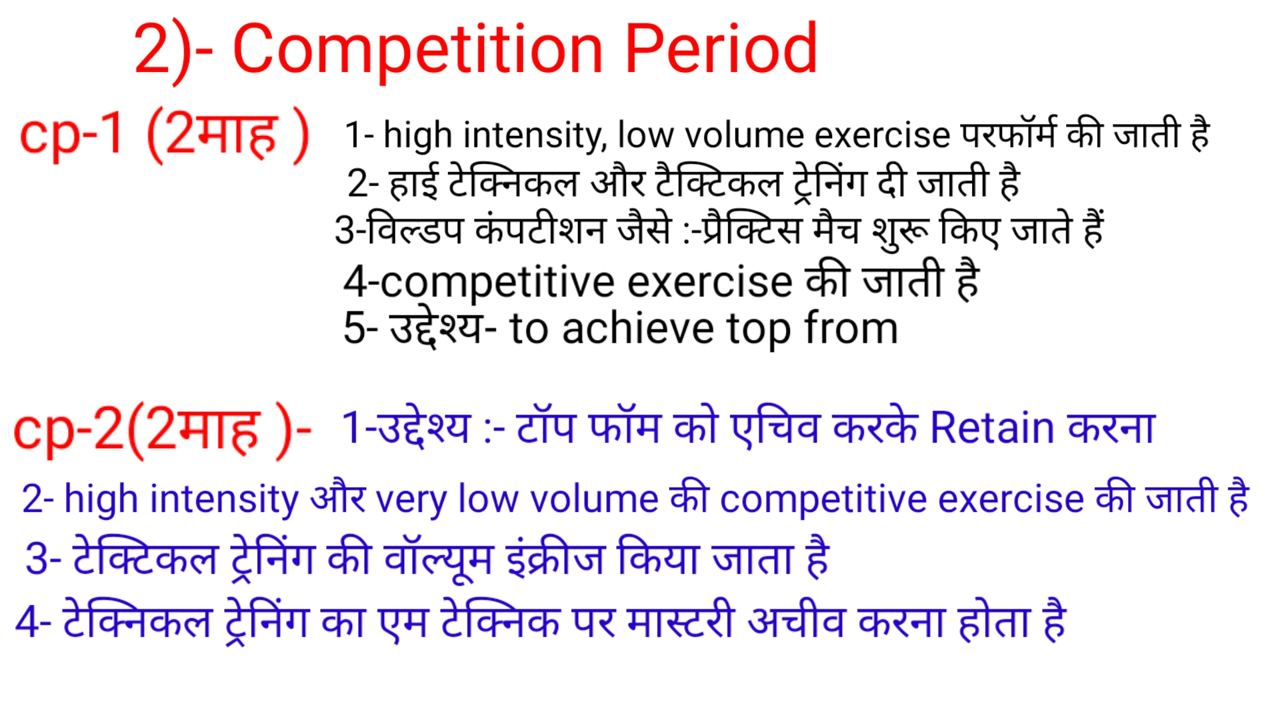 2)- Competition Period
cp-1 (2माह ) 1- high intensity, low volume exercise परफॉर्म की जाती है
2- हाई टेक्निकल और टैक्टिकल ट्रेनिंग दी जाती है
3-विल्डप कंपटीशन जैसे :-प्रैक्टिस मैच शुरू किए जाते हैं
4-competitive exercise की जाती है
5- उद्देश्य- to achieve top from
cp-2(2माह )- 1-उद्देश्य :- टॉप फॉम को एचिव करके Retain करना
2- high intensity और very low volume की competitive exercise की जाती है
3- टेक्टिकल ट्रेनिंग की वॉल्यूम इंक्रीज किया जाता है
4- टेक्निकल ट्रेनिंग का एम टेक्निक पर मास्टरी अचीव करना होता है